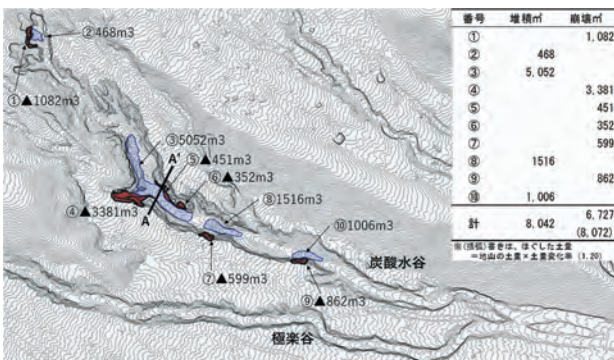 ②468m3
①▲1082m3
③5052m3
A'
⑤▲451m3
⑥▲352m3
⑧1516m3
④▲3381m3
A
⑩1006m3
炭酸水谷
⑦▲599m3
⑨▲862m3
極楽谷
番号 堆積㎥ 崩壊㎥
① 1,082
② 468
③ 5,052
④ 3,381
⑤ 451
⑥ 352
⑦ 599
⑧ 1516
⑨ 862
⑩ 1,006
計 8,042 6,727
(8,072)
※(括弧)書きは、ほぐした土量
=地山の土量×土量変化率 (1.20)